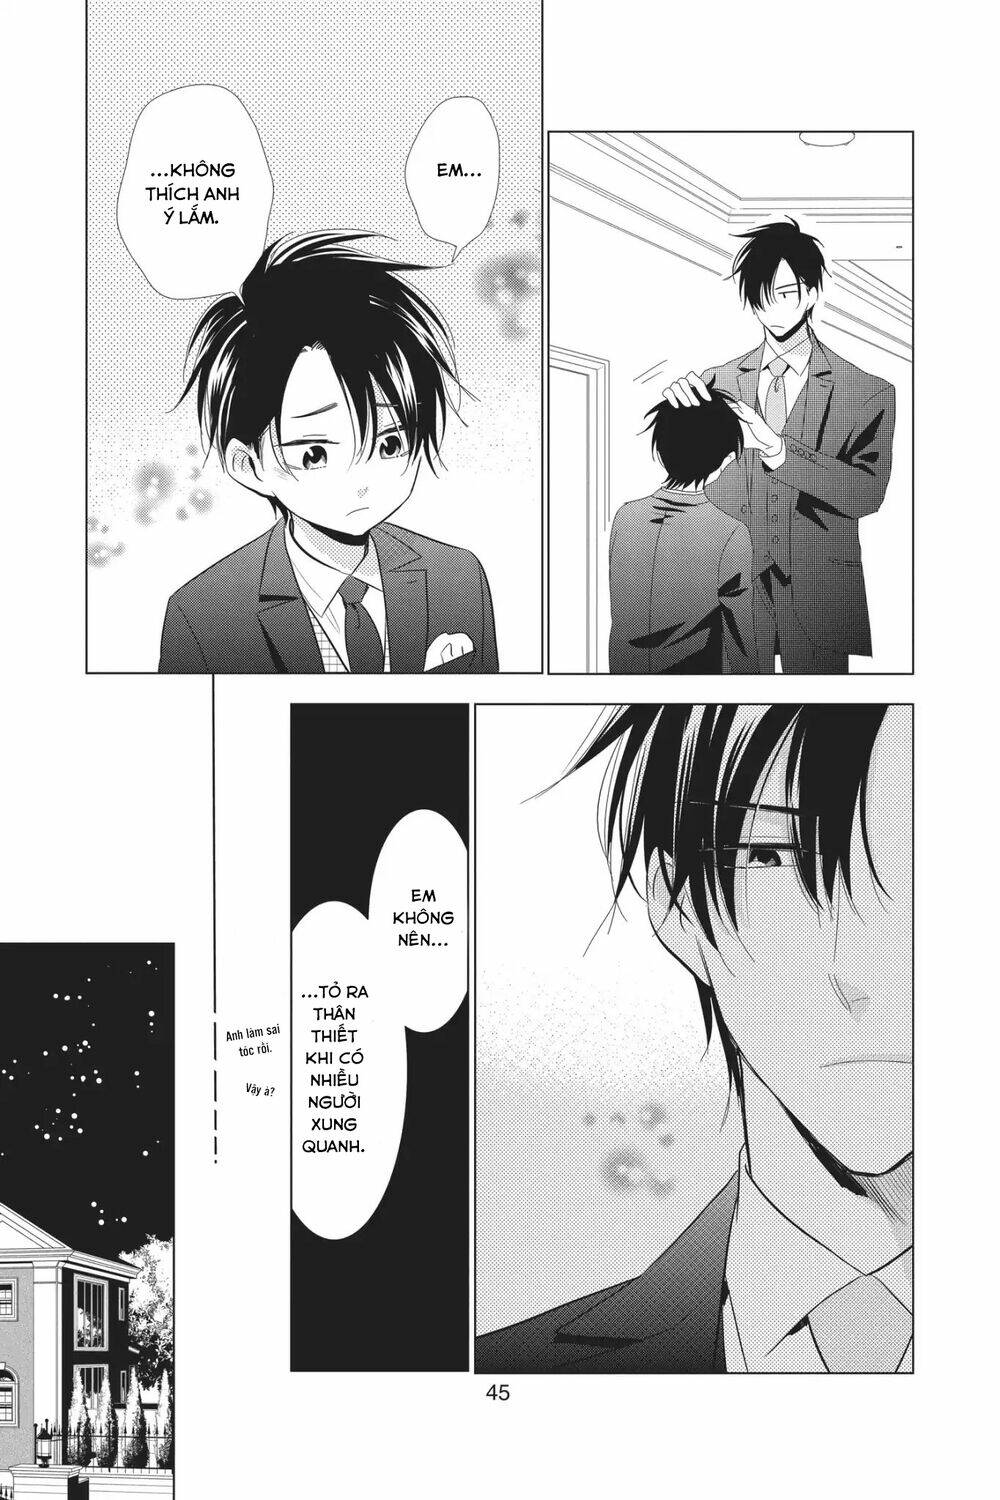 EM...
...KHÔNG
THÍCH ANH
Ý LẮM.
EM
KHÔNG
NÊN...
...TỎ RA
THÂN
THIẾT
KHI CÓ
NHIỀU
NGƯỜI
XUNG
QUANH.
Anh làm sai
tóc rồi.
Vậy à?
45